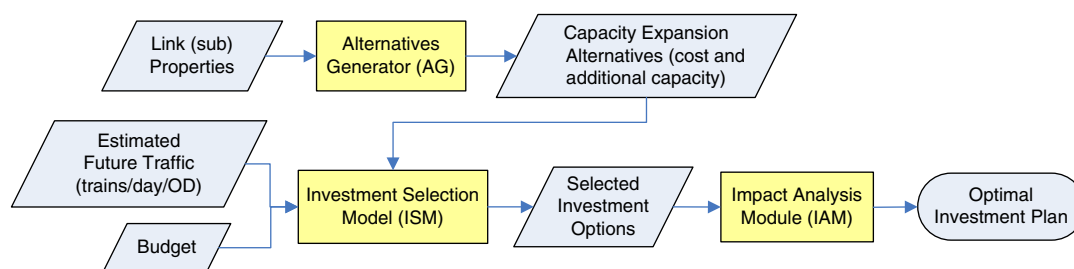 Link (sub)
Properties
Alternatives
Generator (AG)
Capacity Expansion
Alternatives (cost and
additional capacity)
Estimated
Future Traffic
(trains/day/OD)
Budget
Investment Selection
Model (ISM)
Selected
Investment
Options
Impact Analysis
Module (IAM)
Optimal
Investment Plan